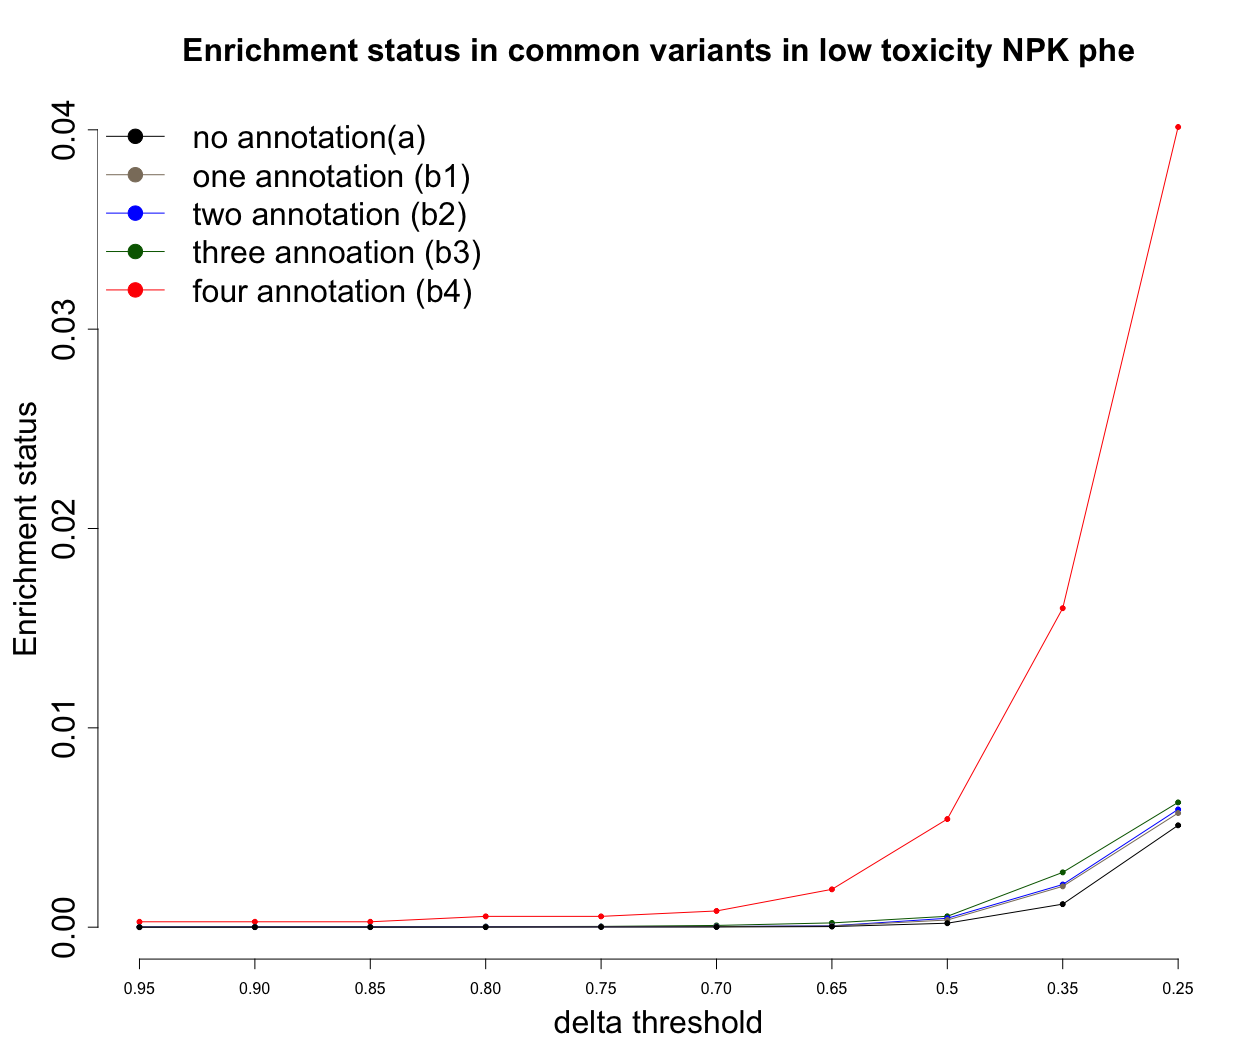 Enrichment status in common variants in low toxicity NPK phe
no annotation(a)
one annotation (b1)
two annotation (b2)
three annoation (b3)
four annotation (b4)
Enrichment status
0.04
0.03
0.02
0.01
0.00
0.95 0.90 0.85 0.80 0.75 0.70 0.65 0.5 0.35 0.25
delta threshold